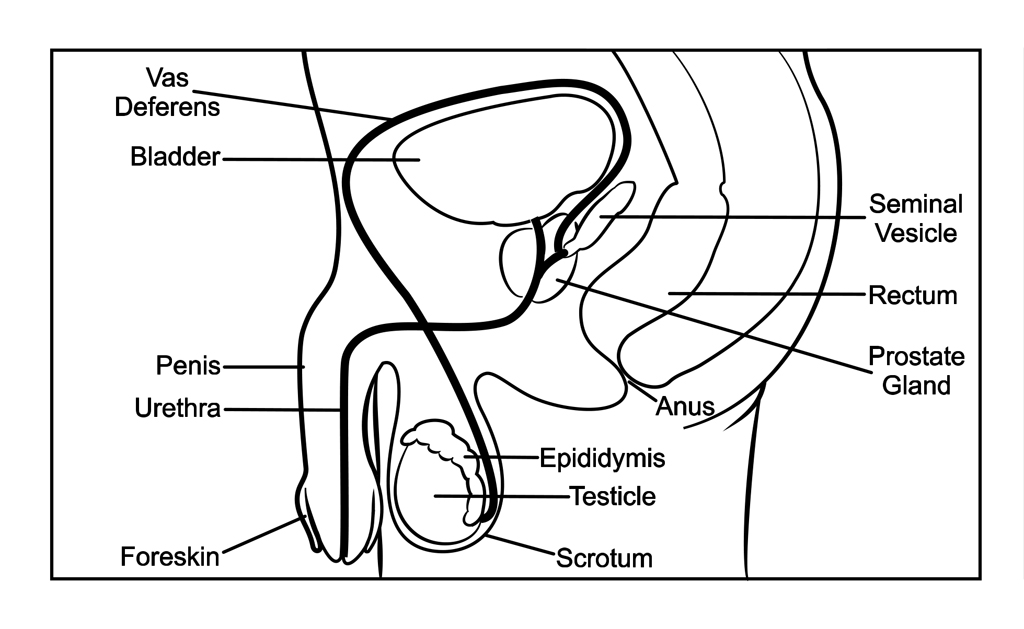 Vas
Deferens
Bladder
Seminal
Vesicle
Rectum
Penis
Prostate
Gland
Urethra
Anus
Epididymis
Testicle
Foreskin
Scrotum